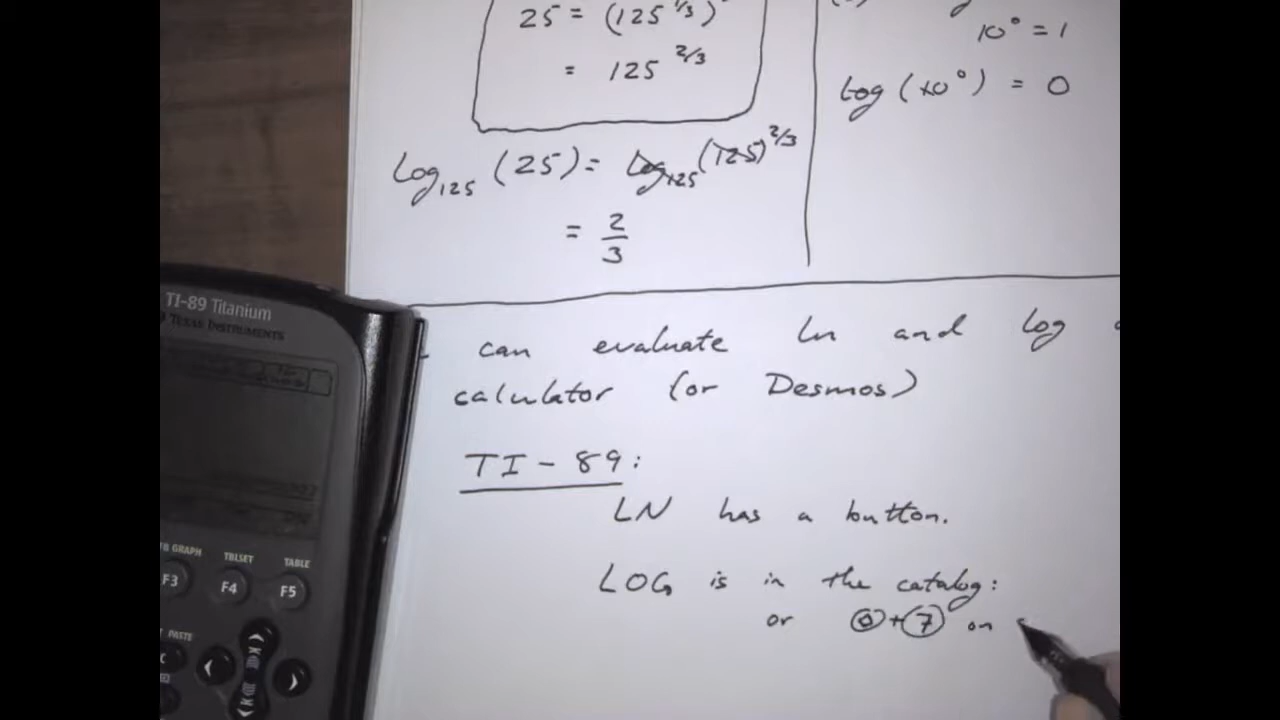 25 = (125^1/3)
= 125^2/3
10° = 1
Log (10°) = 0
Log125 (25) = Log125 (125)^2/3
= 2/3
can evaluate ln and log
calculator (or Desmos)
TI-89:
LN has a button.
LOG is in the catalog:
or ◆+7 on
TI-89 Titanium
TEXAS INSTRUMENTS
GRAPH TBLSET TABLE
F3 F4 F5
PASTE
C